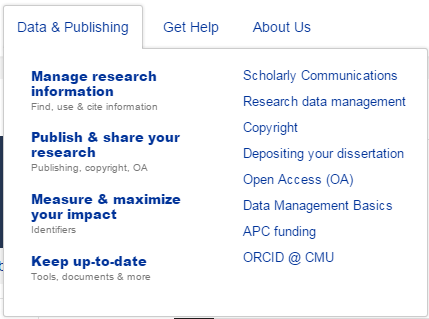 Data & Publishing
Get Help
About Us
Manage research
information
Find, use & cite information
Publish & share your
research
Publishing, copyright, OA
Measure & maximize
your impact
Identifiers
Keep up-to-date
Tools, documents & more
Scholarly Communications
Research data management
Copyright
Depositing your dissertation
Open Access (OA)
Data Management Basics
APC funding
ORCID @ CMU